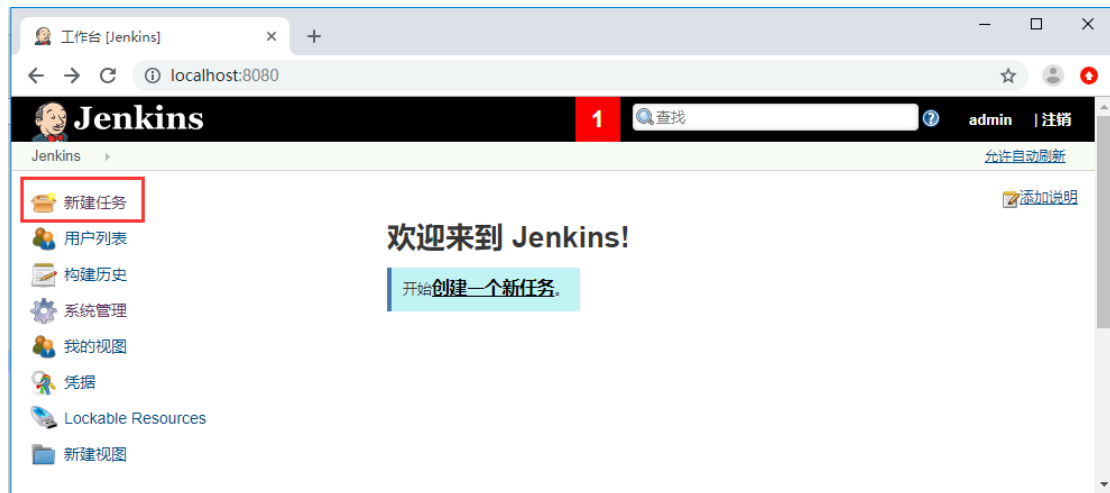 工作台 [Jenkins]
localhost:8080
Jenkins
1
查找
admin |注销
Jenkins
允许自动刷新
新建任务
添加说明
用户列表
欢迎来到 Jenkins!
构建历史
开始创建一个新任务。
系统管理
我的视图
凭据
Lockable Resources
新建视图